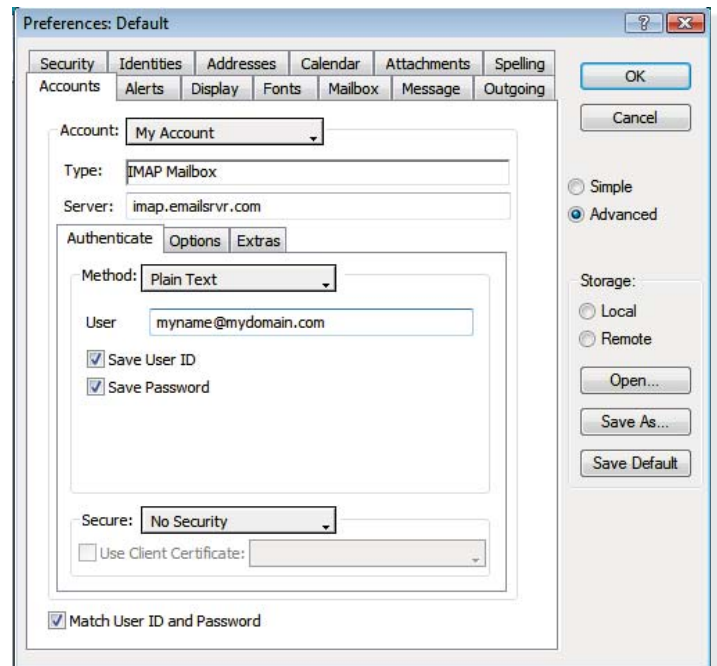 Preferences: Default
Security Identities Addresses Calendar Attachments Spelling
Accounts Alerts Display Fonts Mailbox Message Outgoing
OK
Cancel
Account: My Account
Type: IMAP Mailbox
Server: imap.emailsrvr.com
Simple
Advanced
Authenticate Options Extras
Method: Plain Text
User myname@mydomain.com
Save User ID
Save Password
Storage:
Local
Remote
Open...
Save As...
Save Default
Secure: No Security
Use Client Certificate:
Match User ID and Password